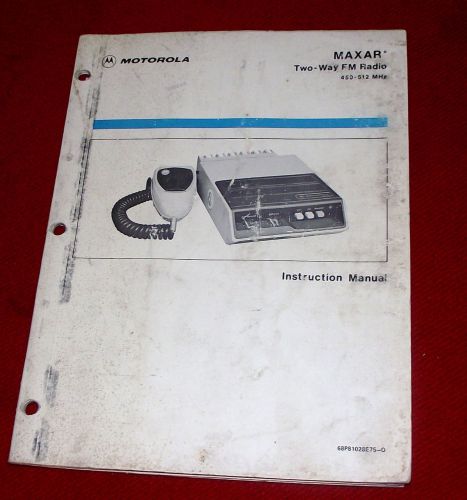 MOTOROLA
MAXAR*
Two-Way FM Radio
450-512 MHz
Instruction Manual
68P81028E75-O